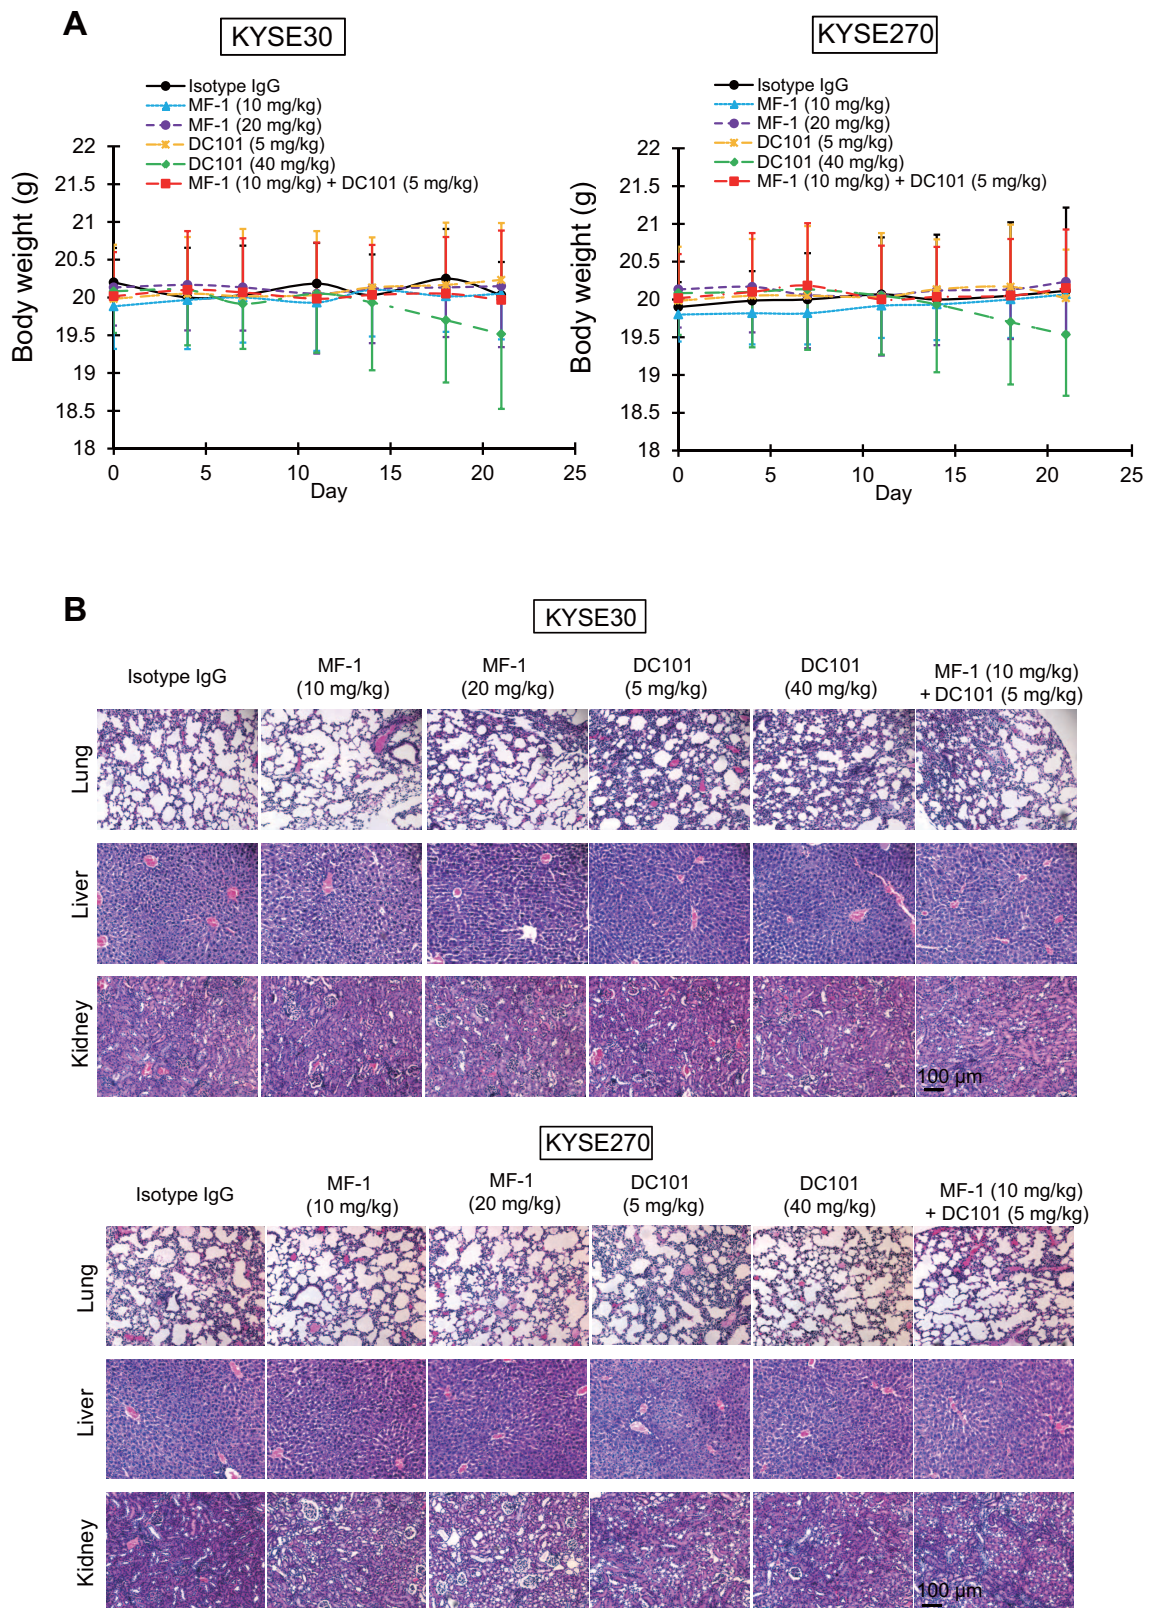 A
KYSE30
Isotype IgG
MF-1 (10 mg/kg)
MF-1 (20 mg/kg)
DC101 (5 mg/kg)
DC101 (40 mg/kg)
MF-1 (10 mg/kg) + DC101 (5 mg/kg)
Body weight (g)
22
21.5
21
20.5
20
19.5
19
18.5
18
0
5
10
15
20
25
Day
KYSE270
Isotype IgG
MF-1 (10 mg/kg)
MF-1 (20 mg/kg)
DC101 (5 mg/kg)
DC101 (40 mg/kg)
MF-1 (10 mg/kg) + DC101 (5 mg/kg)
Body weight (g)
22
21.5
21
20.5
20
19.5
19
18.5
18
0
5
10
15
20
25
Day
B
KYSE30
Isotype IgG
MF-1
(10 mg/kg)
MF-1
(20 mg/kg)
DC101
(5 mg/kg)
DC101
(40 mg/kg)
MF-1 (10 mg/kg)
+ DC101 (5 mg/kg)
Lung
Liver
Kidney
100 μm
KYSE270
Isotype IgG
MF-1
(10 mg/kg)
MF-1
(20 mg/kg)
DC101
(5 mg/kg)
DC101
(40 mg/kg)
MF-1 (10 mg/kg)
+ DC101 (5 mg/kg)
Lung
Liver
Kidney
100 μm